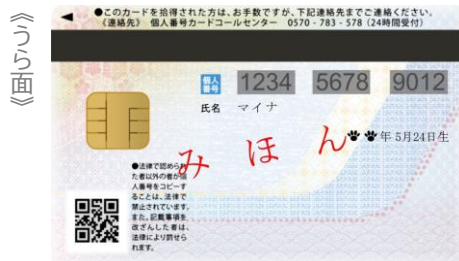 《うら面》
●このカードを拾得された方は、お手数ですが、下記連絡先までご連絡ください。
《連絡先》 個人番号カードコールセンター 0570-783-578 (24時間受付)
個人番号 1234 5678 9012
氏名 マイナ
年 5月24日生
みほん
●法律で認められ
た者以外の者が個
人番号をコピーす
ることは、法律で
禁止されています。
また、記載事項を
改ざんした者は、
法律により罰せら
れます。